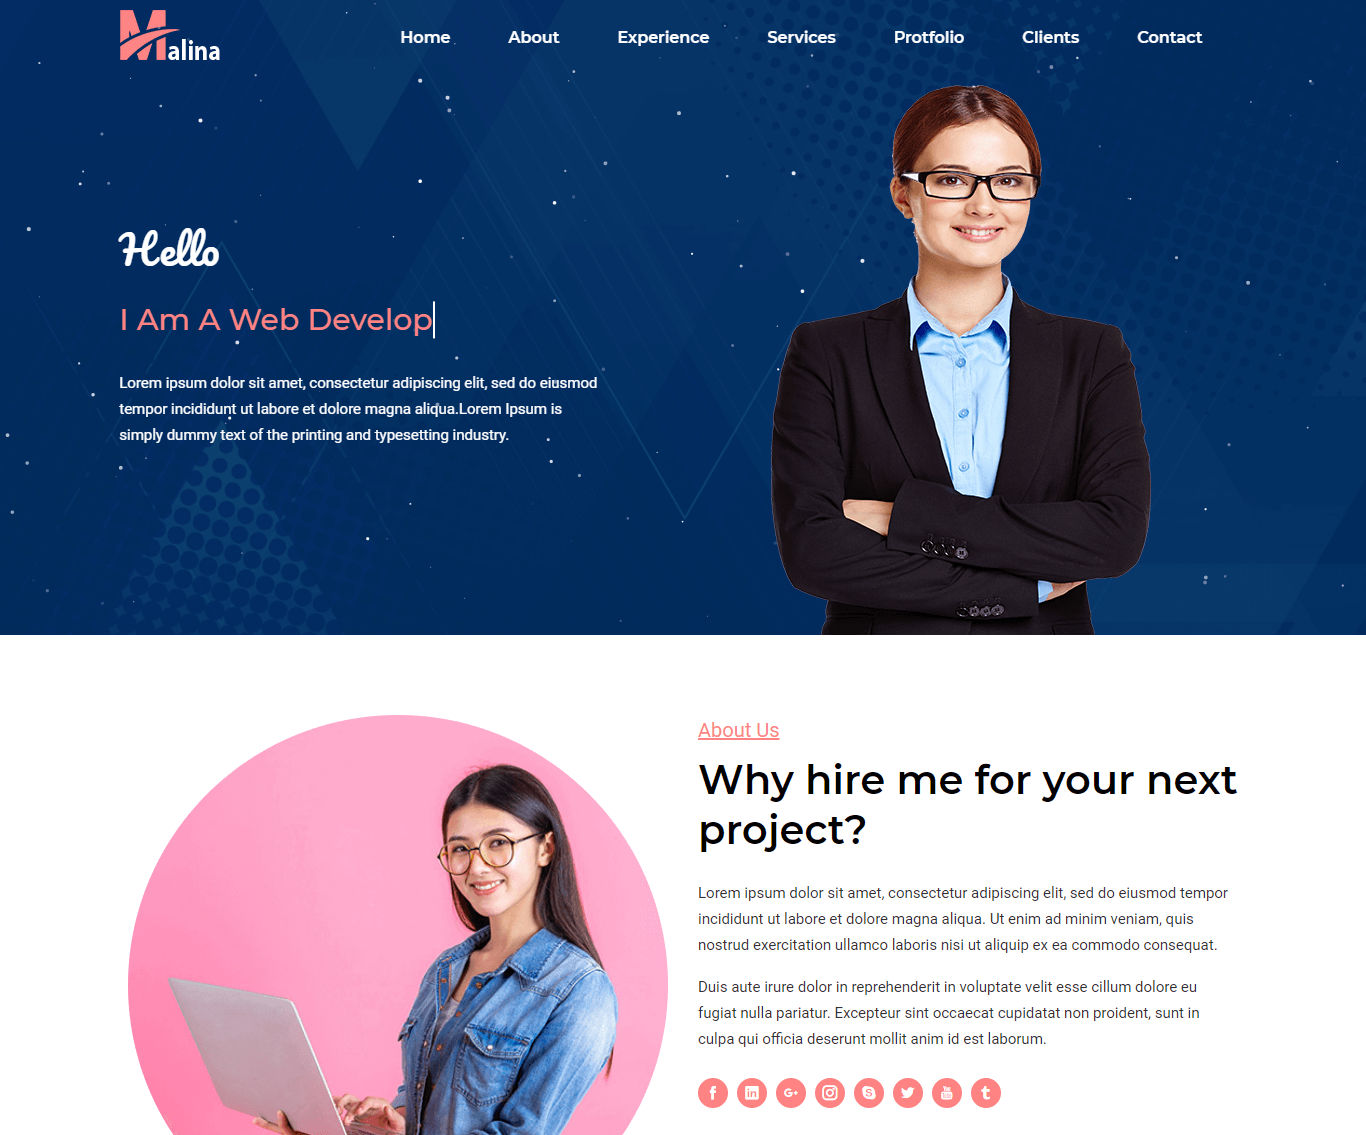 Malina
Home About Experience Services Protfolio Clients Contact
Hello
I Am A Web Develop
Lorem ipsum dolor sit amet, consectetur adipiscing elit, sed do eiusmod
tempor incididunt ut labore et dolore magna aliqua.Lorem Ipsum is
simply dummy text of the printing and typesetting industry.
About Us
Why hire me for your next
project?
Lorem ipsum dolor sit amet, consectetur adipiscing elit, sed do eiusmod tempor
incididunt ut labore et dolore magna aliqua. Ut enim ad minim veniam, quis
nostrud exercitation ullamco laboris nisi ut aliquip ex ea commodo consequat.
Duis aute irure dolor in reprehenderit in voluptate velit esse cillum dolore eu
fugiat nulla pariatur. Excepteur sint occaecat cupidatat non proident, sunt in
culpa qui officia deserunt mollit anim id est laborum.